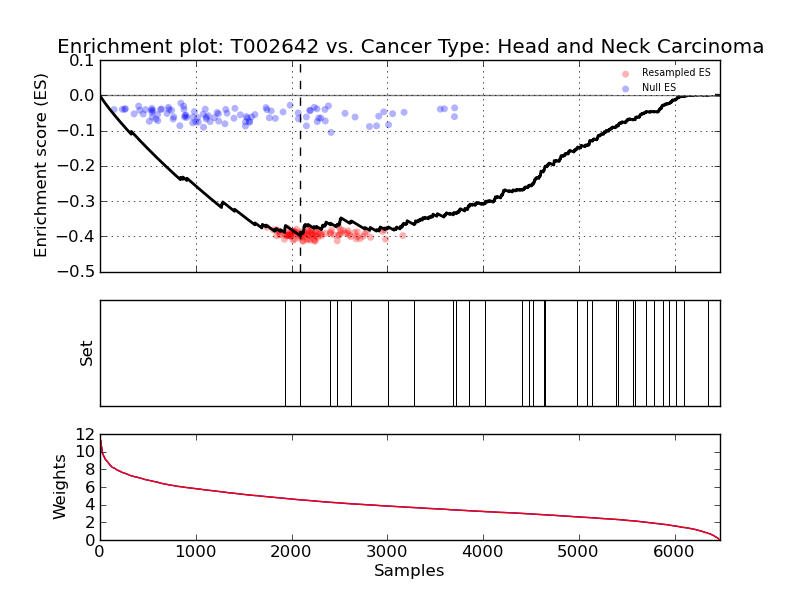 Enrichment plot: T002642 vs. Cancer Type: Head and Neck Carcinoma
Enrichment score (ES)
0.1
0.0
−0.1
−0.2
−0.3
−0.4
−0.5
Resampled ES
Null ES
Set
Weights
12
10
8
6
4
2
0
0 1000 2000 3000 4000 5000 6000
Samples